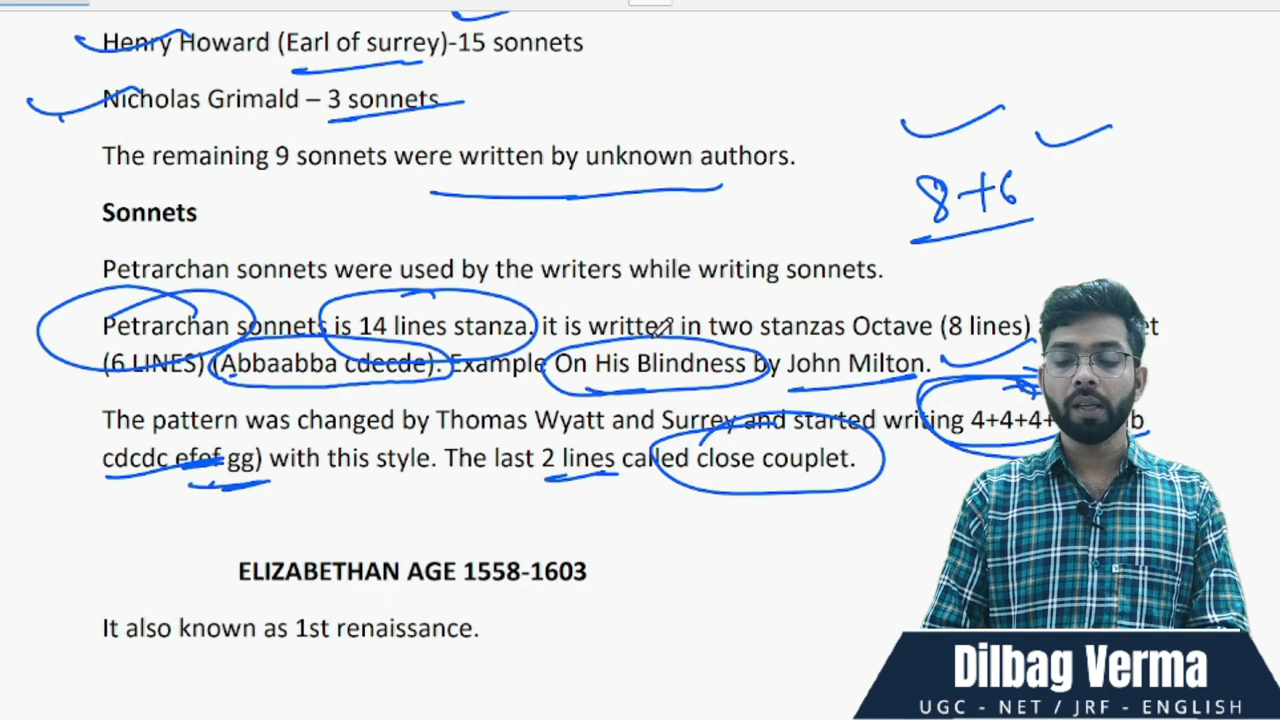 Henry Howard (Earl of surrey)-15 sonnets
Nicholas Grimald – 3 sonnets
The remaining 9 sonnets were written by unknown authors.
8+6
Sonnets
Petrarchan sonnets were used by the writers while writing sonnets.
Petrarchan sonnets is 14 lines stanza. it is written in two stanzas Octave (8 lines) et
(6 LINES) (Abbaabba cdecde). Example On His Blindness by John Milton.
The pattern was changed by Thomas Wyatt and Surrey and started writing 4+4+4+ b
cdcdc efef gg) with this style. The last 2 lines called close couplet.
ELIZABETHAN AGE 1558-1603
It also known as 1st renaissance.
Dilbag Verma
UGC - NET / JRF - ENGLISH